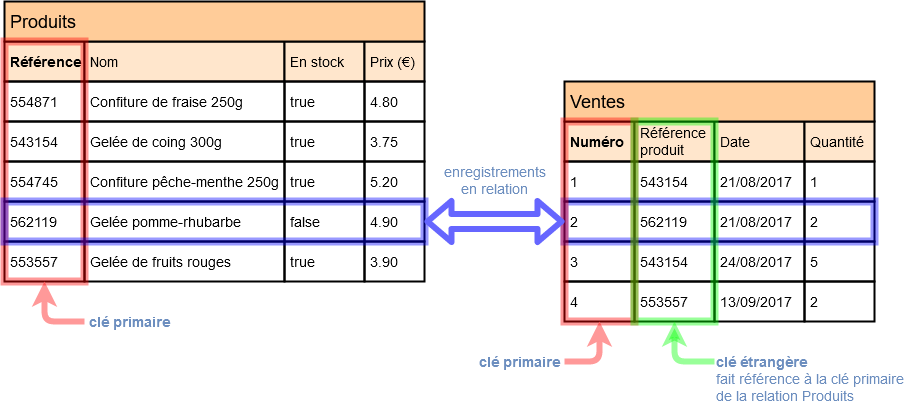 Produits
Référence Nom En stock Prix (€)
554871 Confiture de fraise 250g true 4.80
543154 Gelée de coing 300g true 3.75
554745 Confiture pêche-menthe 250g true 5.20
562119 Gelée pomme-rhubarbe false 4.90
553557 Gelée de fruits rouges true 3.90
clé primaire
enregistrements
en relation
Ventes
Numéro Référence produit Date Quantité
1 543154 21/08/2017 1
2 562119 21/08/2017 2
3 543154 24/08/2017 5
4 553557 13/09/2017 2
clé primaire
clé étrangère
fait référence à la clé primaire
de la relation Produits